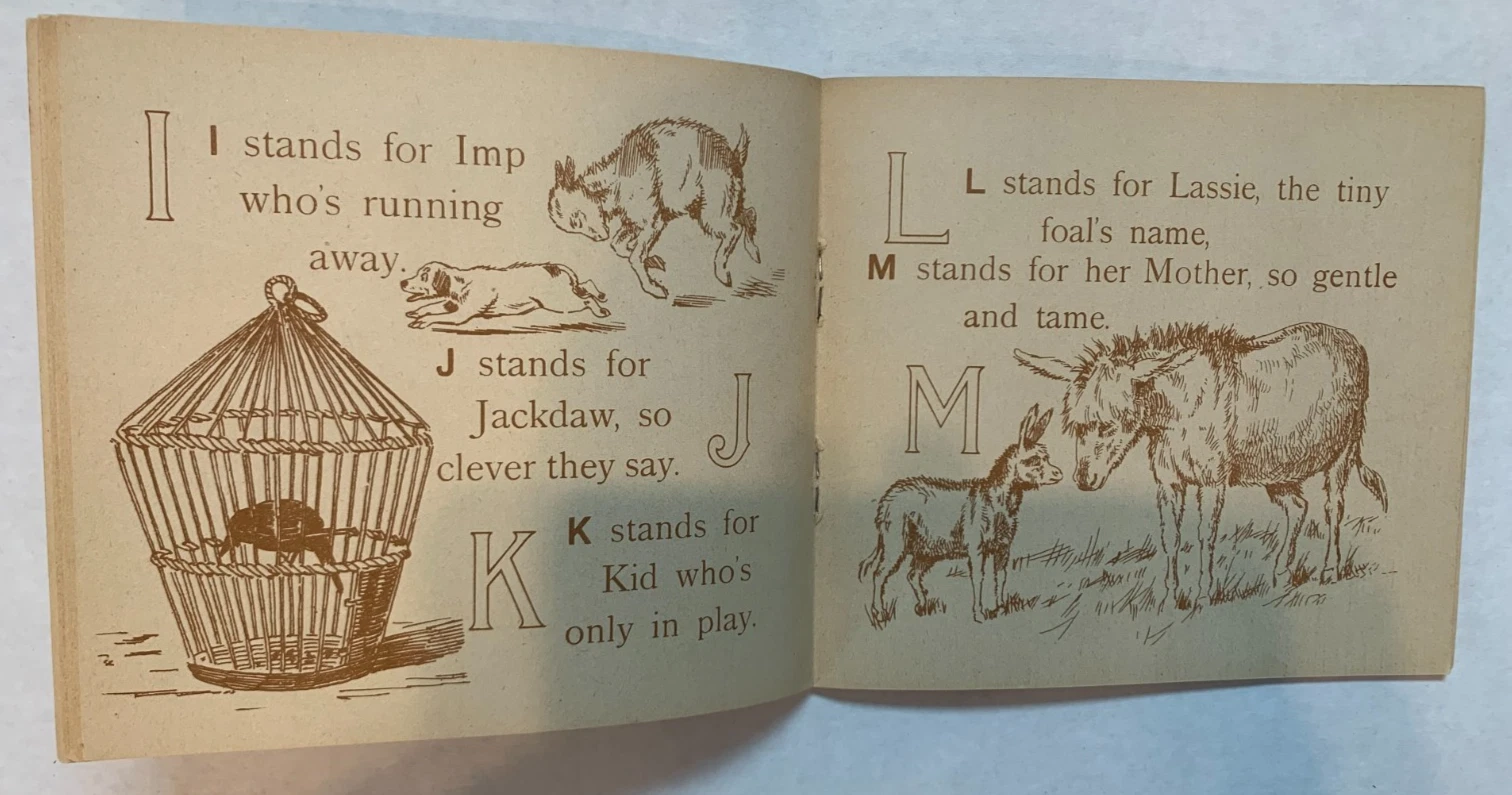 I
I stands for Imp
who's running
away.
J stands for
Jackdaw, so
clever they say.
J
K
K stands for
Kid who's
only in play.
L
L stands for Lassie, the tiny
foal's name,
M stands for her Mother, so gentle
and tame.
M